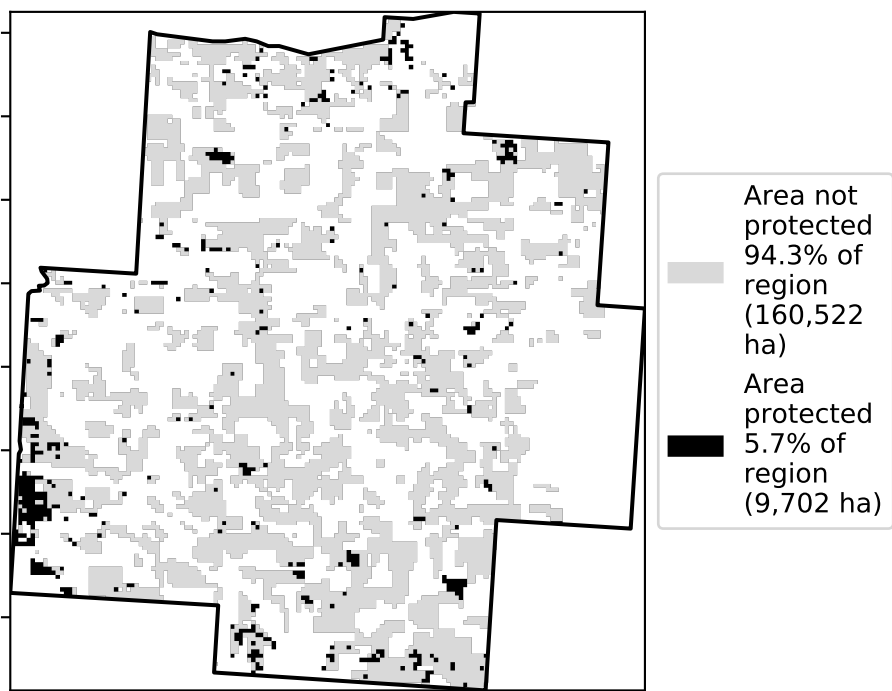 Area not
protected
94.3% of
region
(160,522
ha)
Area
protected
5.7% of
region
(9,702 ha)